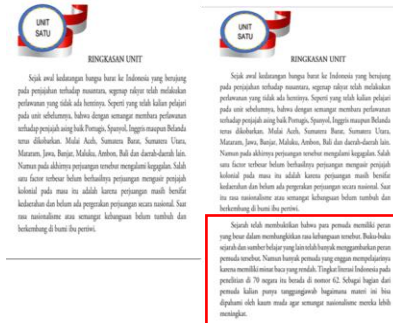 UNIT
SATU
RINGKASAN UNIT
Sejak awal kedatangan bangsa barat ke Indonesia yang berujung
pada penjajahan terhadap nusantara, segenap rakyat telah melakukan
perlawanan yang tidak ada hentinya. Seperti yang telah kalian pelajari
pada unit sebelumnya, bahwa dengan semangat membara perlawanan
terhadap penjajah asing baik Portugis, Spanyol, Inggris maupun Belanda
terus dikobarkan. Mulai Aceh, Sumatera Barat, Sumatera Utara,
Mataram, Jawa, Banjar, Maluku, Ambon, Bali dan daerah-daerah lain.
Namun pada akhirnya perjuangan tersebut mengalami kegagalan. Salah
satu factor terbesar belum berhasilnya perjuangan mengusir penjajah
kolonial pada masa itu adalah karena perjuangan masih bersifat
kedaerahan dan belum ada pergerakan perjuangan secara nasional. Saat
rasa nasionalisme atau semangat kebangsaan belum tumbuh dan
berkembang di bumi ibu pertiwi.
UNIT
SATU
RINGKASAN UNIT
Sejak awal kedatangan bangsa barat ke Indonesia yang berujung
pada penjajahan terhadap nusantara, segenap rakyat telah melakukan
perlawanan yang tidak ada hentinya. Seperti yang telah kalian pelajari
pada unit sebelumnya, bahwa dengan semangat membara perlawanan
terhadap penjajah asing baik Portugis, Spanyol, Inggris maupun Belanda
terus dikobarkan. Mulai Aceh, Sumatera Barat, Sumatera Utara,
Mataram, Jawa, Banjar, Maluku, Ambon, Bali dan daerah-daerah lain.
Namun pada akhirnya perjuangan tersebut mengalami kegagalan. Salah
satu factor terbesar belum berhasilnya perjuangan mengusir penjajah
kolonial pada masa itu adalah karena perjuangan masih bersifat
kedaerahan dan belum ada pergerakan perjuangan secara nasional. Saat
itu rasa nasionalisme atau semangat kebangsaan belum tumbuh dan
berkembang di bumi ibu pertiwi.
Sejarah telah membuktikan bahwa para pemuda memiliki peran
yang besar dalam membangkitkan rasa kebangsaan tersebut. Buku-buku
sejarah dan sumber belajar yang lain telah banyak menggambarkan peran
pemuda tersebut. Namun banyak pemuda yang enggan mempelajarinya
karena memiliki minat baca yang rendah. Tingkat literasi Indonesia pada
penelitian di 70 negara itu berada di nomor 62. Sebagai bagian dari
pemuda kalian punya tanggungjawab bagaimana materi ini bisa
dipahami oleh kaum muda agar semangat nasionalisme mereka lebih
meningkat.